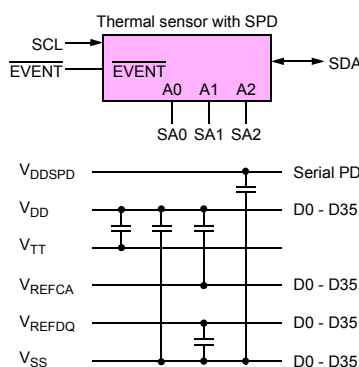 Thermal sensor with SPD
SCL
EVENT EVENT
SDA
A0 A1 A2
SA0 SA1 SA2
VDDSPD Serial PD
VDD D0 - D35
VTT
VREFCA D0 - D35
VREFDQ D0 - D35
VSS D0 - D35